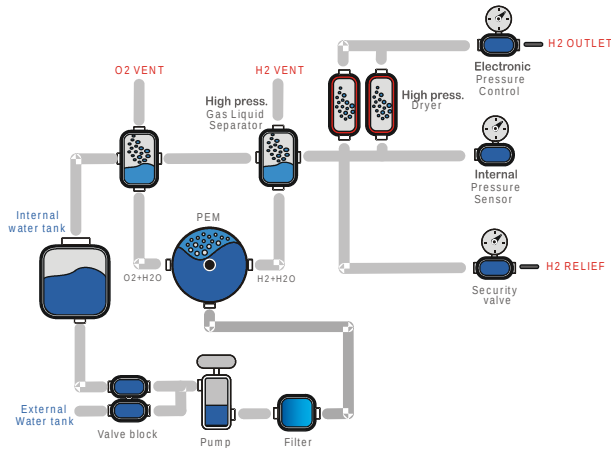 H2 OUTLET
O2 VENT
H2 VENT
Electronic
Pressure
Control
High press.
Gas Liquid
Separator
High press.
Dryer
Internal
Pressure
Sensor
Internal
water tank
PEM
O2+H2O
H2+H2O
H2 RELIEF
Security
valve
External
Water tank
Valve block
Pump
Filter